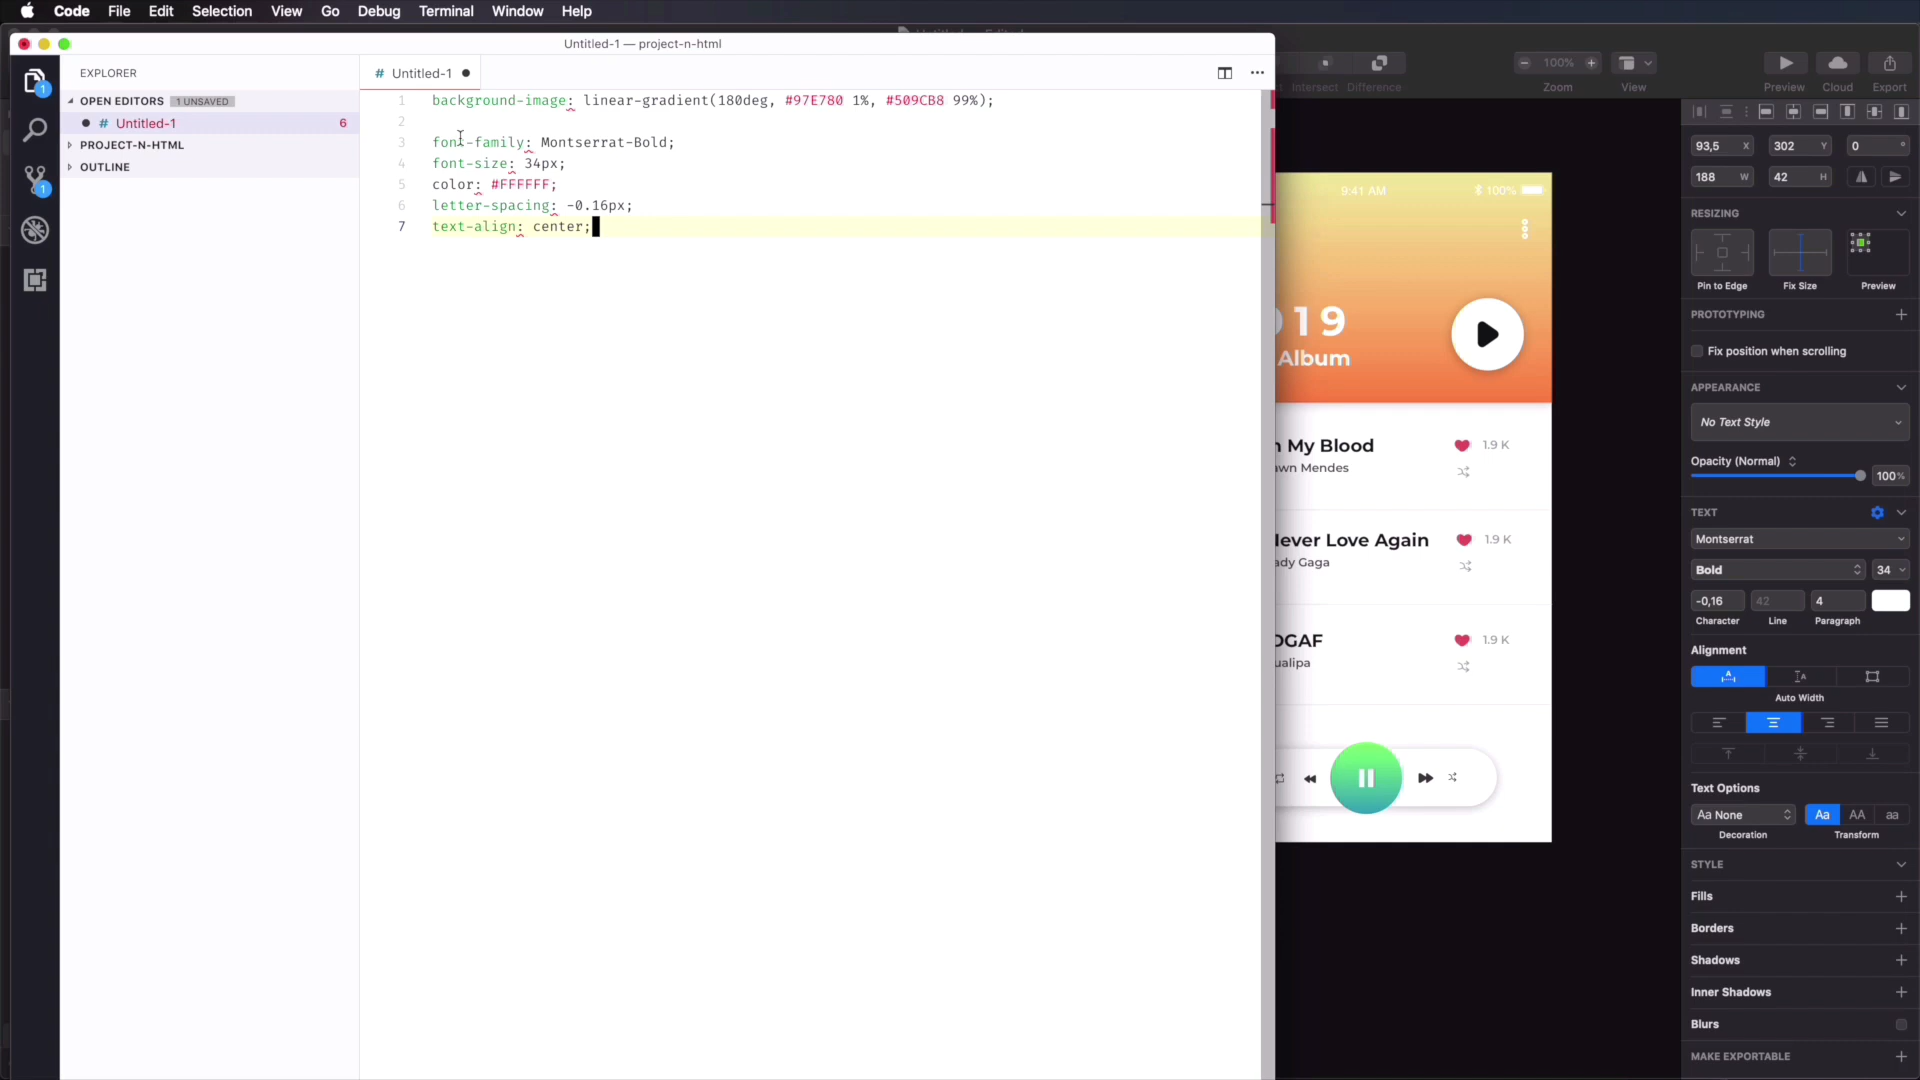 Code File Edit Selection View Go Debug Terminal Window Help
Untitled-1 — project-n-html
EXPLORER
OPEN EDITORS 1 UNSAVED
# Untitled-1 6
PROJECT-N-HTML
OUTLINE
1
1
# Untitled-1
1 background-image: linear-gradient(180deg, #97E780 1%, #509CB8 99%);
2
3 font-family: Montserrat-Bold;
4 font-size: 34px;
5 color: #FFFFFF;
6 letter-spacing: -0.16px;
7 text-align: center;
9:41 AM 100%
19
Album
My Blood 1.9 K
wn Mendes
ever Love Again 1.9 K
ady Gaga
OGAF 1.9 K
ualipa
Intersect Difference
100%
Zoom View Preview Cloud Export
93,5 X 302 Y 0 °
188 W 42 H
RESIZING
Pin to Edge Fix Size Preview
PROTOTYPING
Fix position when scrolling
APPEARANCE
No Text Style
Opacity (Normal)
100%
TEXT
Montserrat
Bold 34
-0,16 42 4
Character Line Paragraph
Alignment
Auto Width
Text Options
Aa None Aa AA aa
Decoration Transform
STYLE
Fills
Borders
Shadows
Inner Shadows
Blurs
MAKE EXPORTABLE